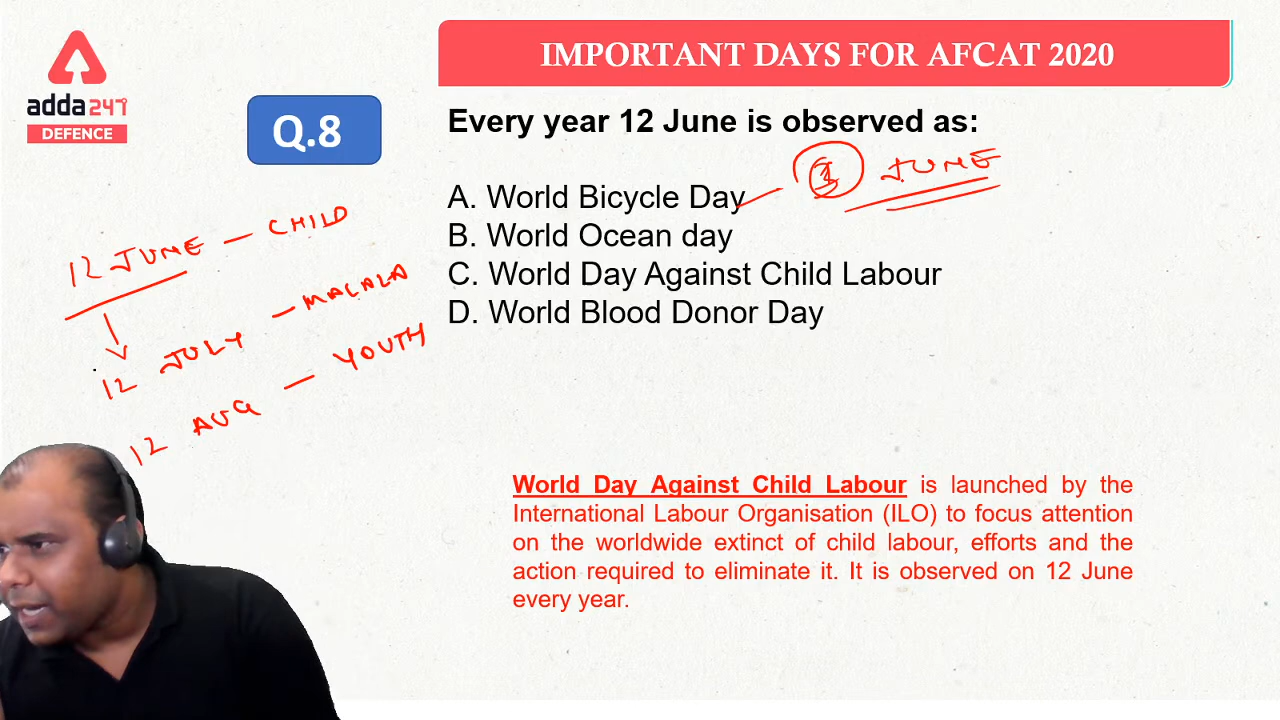 IMPORTANT DAYS FOR AFCAT 2020
adda247
DEFENCE
Q.8
Every year 12 June is observed as:
JUNE
A. World Bicycle Day
B. World Ocean day
C. World Day Against Child Labour
D. World Blood Donor Day
12 JUNE - CHILD
12 JULY - MALALA
12 AUG - YOUTH
World Day Against Child Labour is launched by the
International Labour Organisation (ILO) to focus attention
on the worldwide extinct of child labour, efforts and the
action required to eliminate it. It is observed on 12 June
every year.